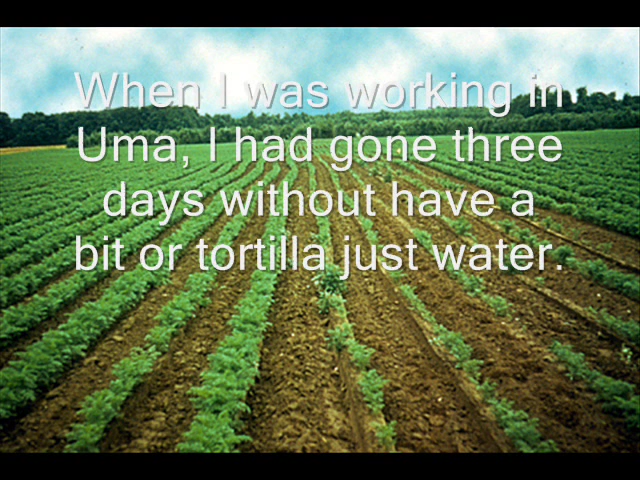 When I was working in
Uma, I had gone three
days without have a
bit or tortilla just water.